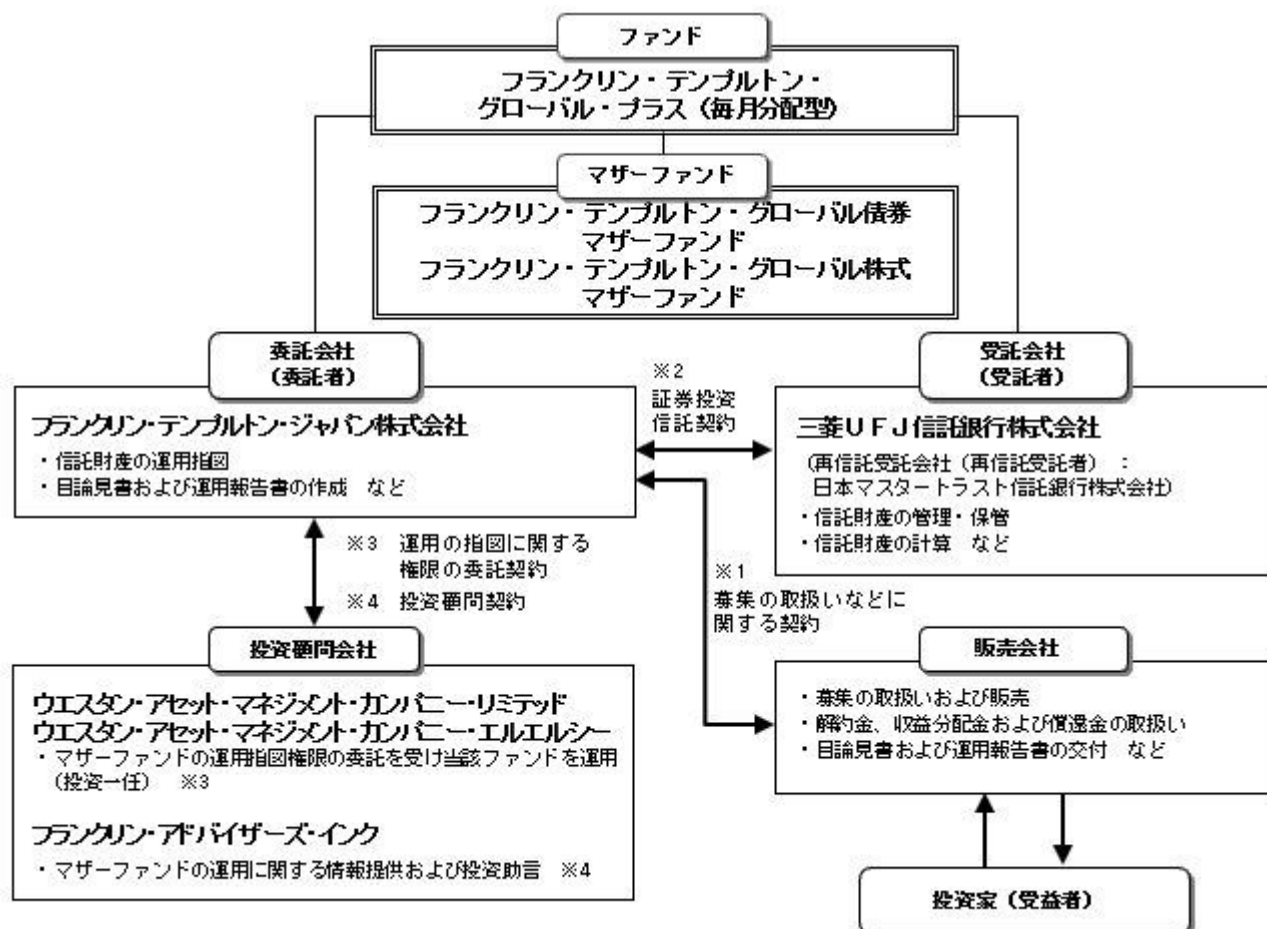 ファンド
フランクリン・テンプルトン・
グローバル・プラス（毎月分配型）
マザーファンド
フランクリン・テンプルトン・グローバル債券
マザーファンド
フランクリン・テンプルトン・グローバル株式
マザーファンド
委託会社
（委託者）
フランクリン・テンプルトン・ジャパン株式会社
・信託財産の運用指図
・目論見書および運用報告書の作成　など
※2
証券投資
信託契約
受託会社
（受託者）
三菱ＵＦＪ信託銀行株式会社
（再信託受託会社（再信託受託者）：
日本マスタートラスト信託銀行株式会社）
・信託財産の管理・保管
・信託財産の計算　など
※3　運用の指図に関する
権限の委託契約
※4　投資顧問契約
※1
募集の取扱いなどに
関する契約
投資顧問会社
ウエスタン・アセット・マネジメント・カンパニー・リミテッド
ウエスタン・アセット・マネジメント・カンパニー・エルエルシー
・マザーファンドの運用指図権限の委託を受け当該ファンドを運用
（投資一任）　※3
フランクリン・アドバイザーズ・インク
・マザーファンドの運用に関する情報提供および投資助言　※4
販売会社
・募集の取扱いおよび販売
・解約金、収益分配金および償還金の取扱い
・目論見書および運用報告書の交付　など
投資家（受益者）